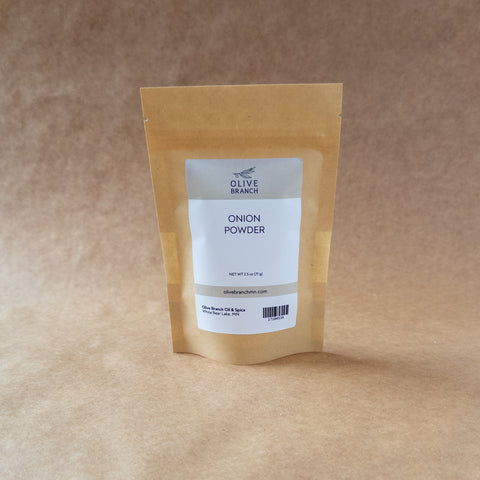 OLIVE
BRANCH
ONION
POWDER
NET WT 2.5 oz (71 g)
olivebranchmn.com
Olive Branch Oil & Spice
White Bear Lake, MN